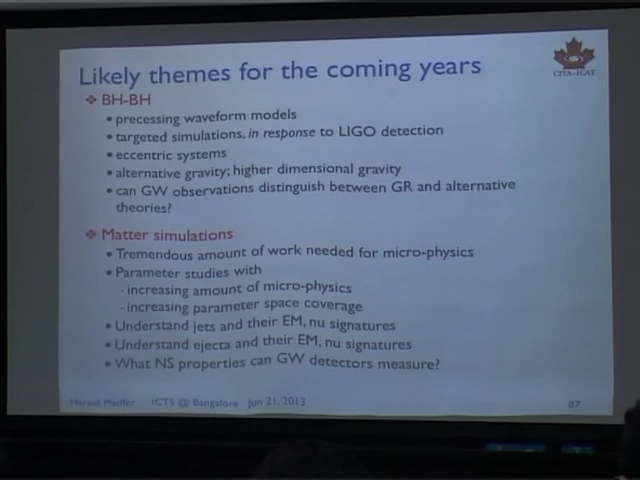 Likely themes for the coming years
CITA-ICAT
❖ BH-BH
• precessing waveform models
• targeted simulations, in response to LIGO detection
• eccentric systems
• alternative gravity; higher dimensional gravity
• can GW observations distinguish between GR and alternative
theories?
❖ Matter simulations
• Tremendous amount of work needed for micro-physics
• Parameter studies with
- increasing amount of micro-physics
- increasing parameter space coverage
• Understand jets and their EM, nu signatures
• Understand ejecta and their EM, nu signatures
• What NS properties can GW detectors measure?
Harald Pfeiffer ICTS @ Bangalore Jun 21, 2013 87